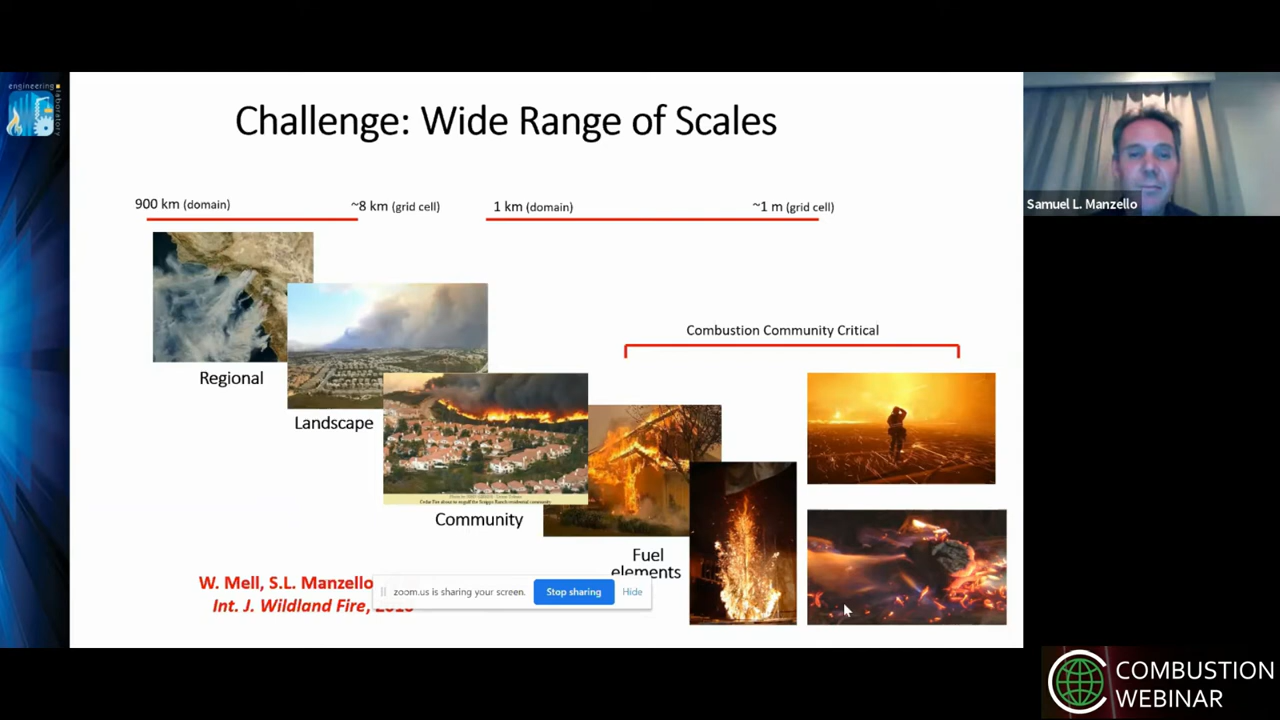 engineering
laboratory
Challenge: Wide Range of Scales
900 km (domain)
~8 km (grid cell)
1 km (domain)
~1 m (grid cell)
Samuel L. Manzello
Combustion Community Critical
Regional
Landscape
Community
Fuel
elements
W. Mell, S.L. Manzello
Int. J. Wildland Fire,
zoom.us is sharing your screen.
Stop sharing
Hide
COMBUSTION
WEBINAR